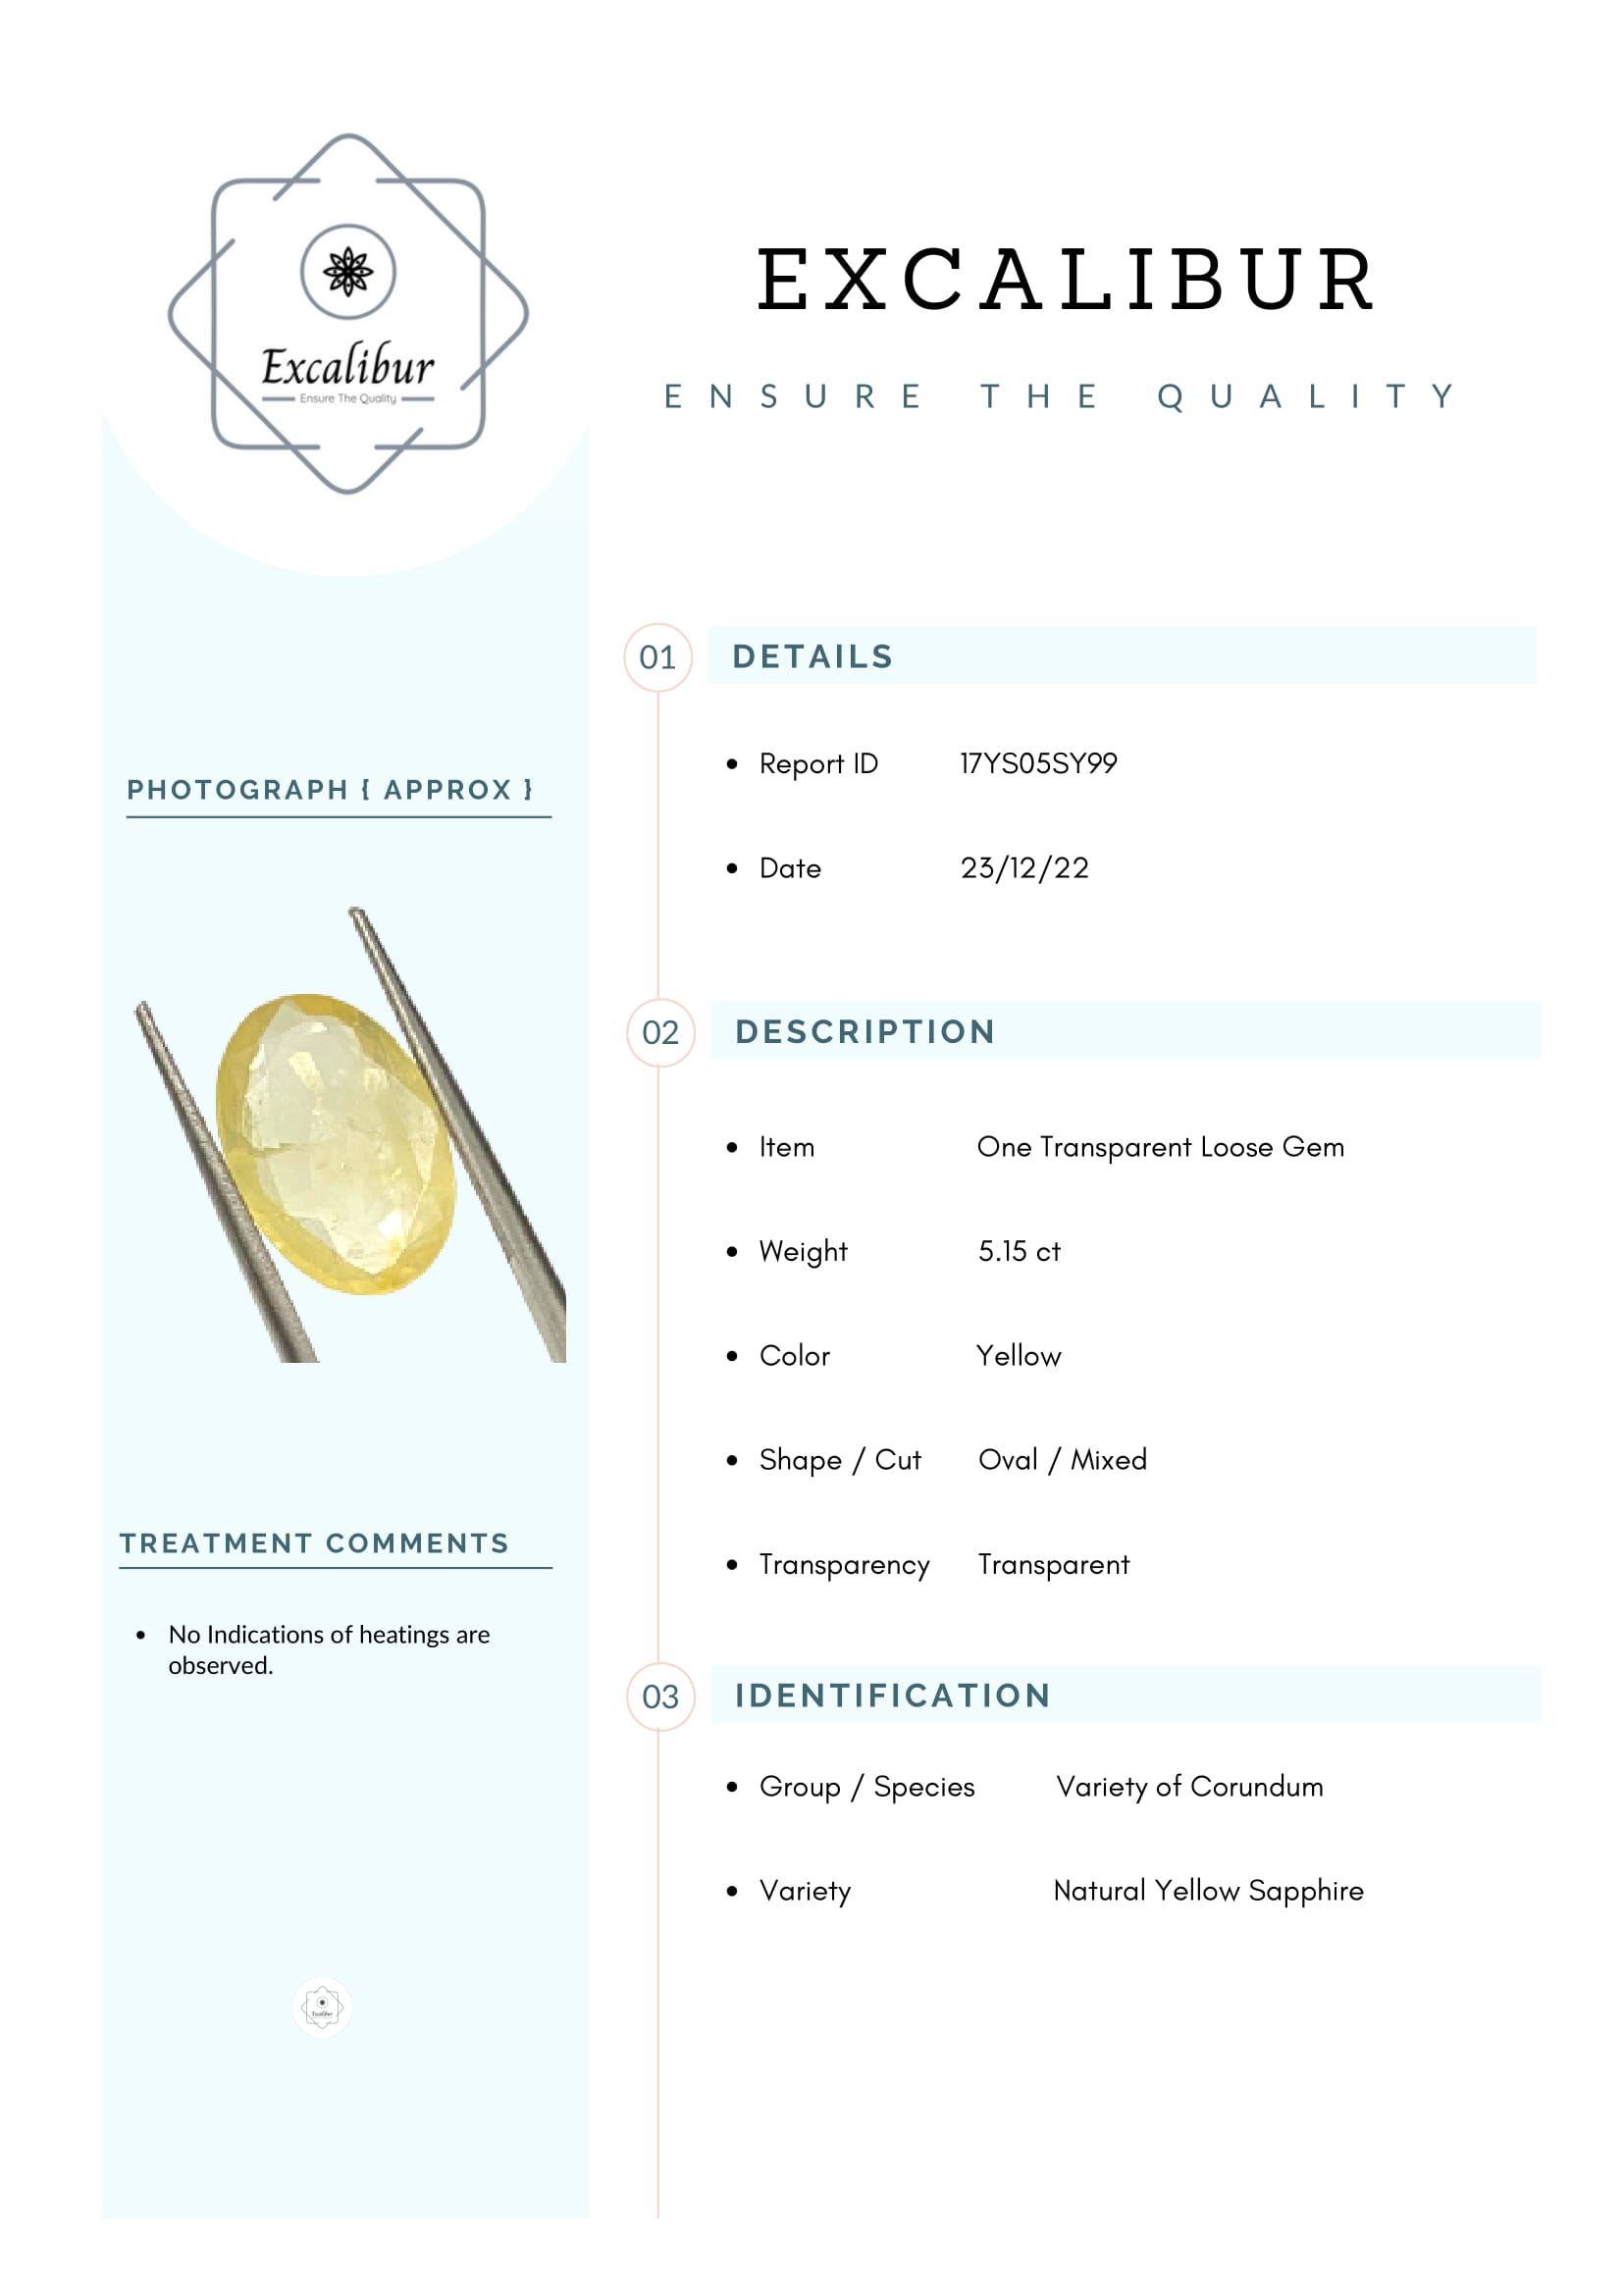 Excalibur
Ensure The Quality
EXCALIBUR
ENSURE THE QUALITY
PHOTOGRAPH { APPROX }
TREATMENT COMMENTS
• No Indications of heatings are
observed.
Excalibur
01 DETAILS
• Report ID 17YS05SY99
• Date 23/12/22
02 DESCRIPTION
• Item One Transparent Loose Gem
• Weight 5.15 ct
• Color Yellow
• Shape / Cut Oval / Mixed
• Transparency Transparent
03 IDENTIFICATION
• Group / Species Variety of Corundum
• Variety Natural Yellow Sapphire